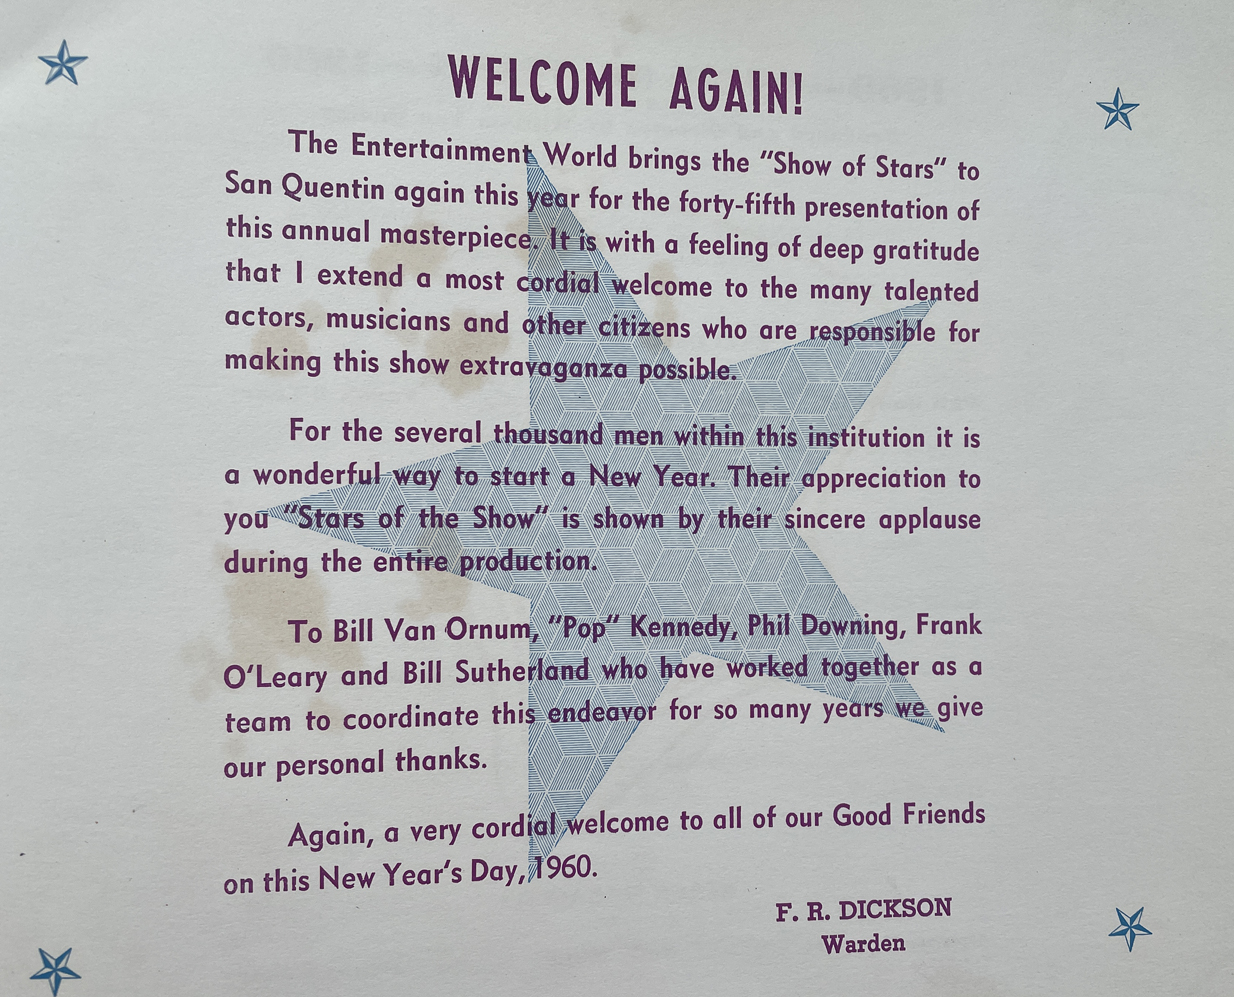 WELCOME AGAIN!
The Entertainment World brings the "Show of Stars" to
San Quentin again this year for the forty-fifth presentation of
this annual masterpiece. It is with a feeling of deep gratitude
that I extend a most cordial welcome to the many talented
actors, musicians and other citizens who are responsible for
making this show extravaganza possible.
For the several thousand men within this institution it is
a wonderful way to start a New Year. Their appreciation to
you "Stars of the Show" is shown by their sincere applause
during the entire production.
To Bill Van Ornum, "Pop" Kennedy, Phil Downing, Frank
O'Leary and Bill Sutherland who have worked together as a
team to coordinate this endeavor for so many years we give
our personal thanks.
Again, a very cordial welcome to all of our Good Friends
on this New Year's Day, 1960.
F. R. DICKSON
Warden